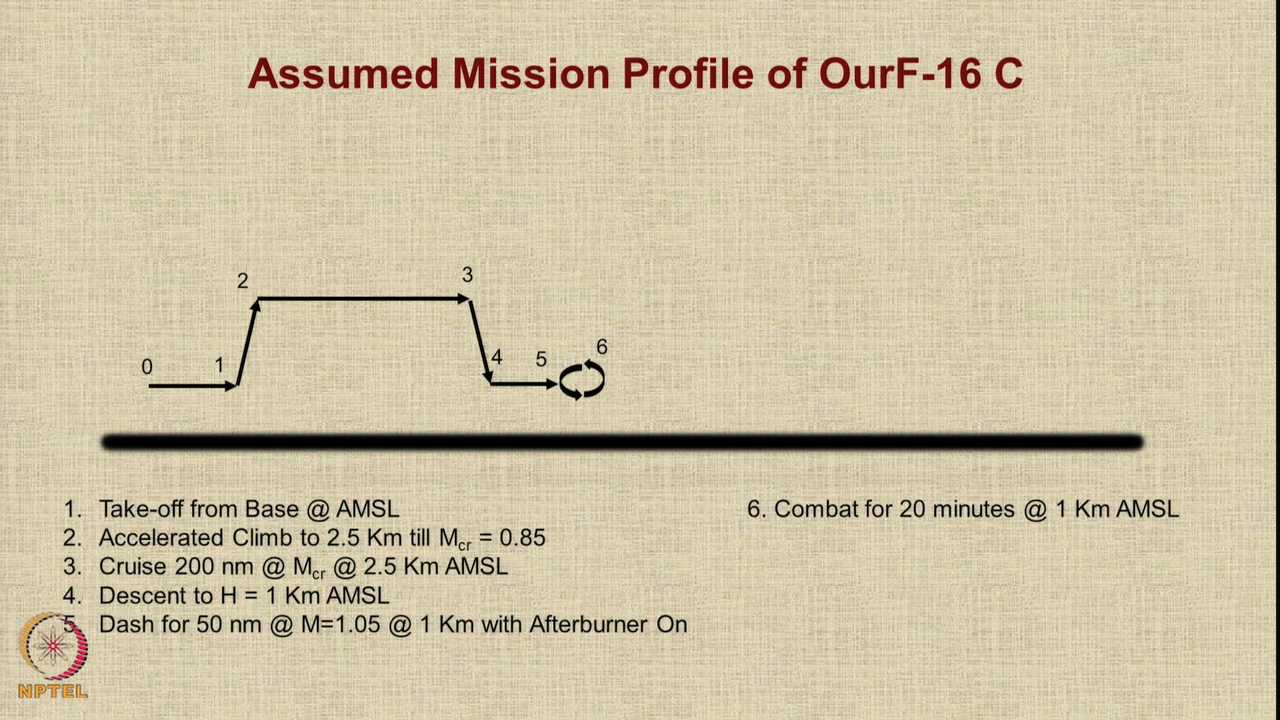 Assumed Mission Profile of OurF-16 C
2
3
0
1
4
5
6
1. Take-off from Base @ AMSL
2. Accelerated Climb to 2.5 Km till Mcr = 0.85
3. Cruise 200 nm @ Mcr @ 2.5 Km AMSL
4. Descent to H = 1 Km AMSL
5. Dash for 50 nm @ M=1.05 @ 1 Km with Afterburner On
6. Combat for 20 minutes @ 1 Km AMSL
NPTEL